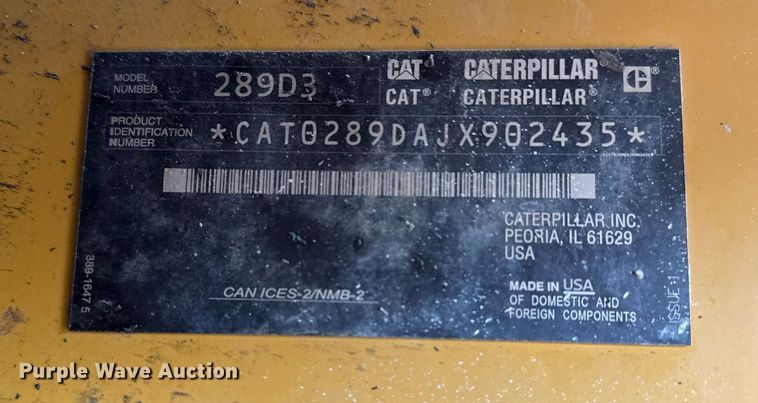 MODEL NUMBER 289D3
CAT CATERPILLAR C®
CAT® CATERPILLAR®
PRODUCT IDENTIFICATION NUMBER *CAT0289DAJX902435*
CATERPILLAR INC.
PEORIA, IL 61629
USA
CAN ICES-2/NMB-2
MADE IN USA
OF DOMESTIC AND
FOREIGN COMPONENTS
389-1647 5
ISSUE 1
Purple Wave Auction